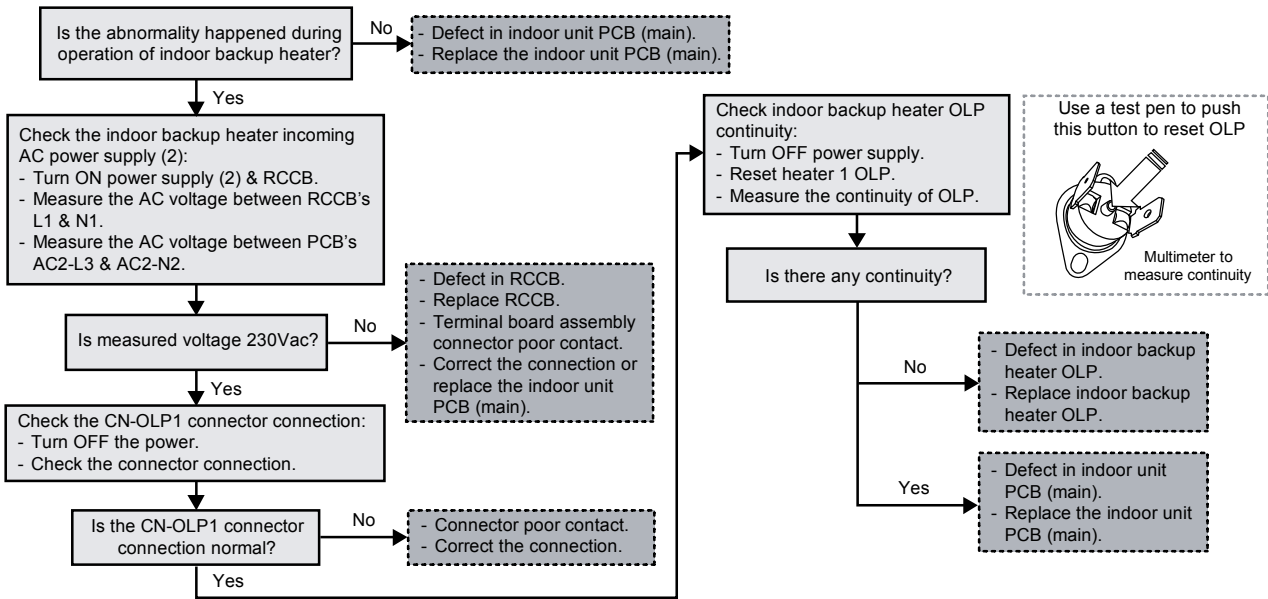 Is the abnormality happened during
operation of indoor backup heater?
No
- Defect in indoor unit PCB (main).
- Replace the indoor unit PCB (main).
Yes
Check the indoor backup heater incoming
AC power supply (2):
- Turn ON power supply (2) & RCCB.
- Measure the AC voltage between RCCB's
L1 & N1.
- Measure the AC voltage between PCB's
AC2-L3 & AC2-N2.
Is measured voltage 230Vac?
No
- Defect in RCCB.
- Replace RCCB.
- Terminal board assembly
connector poor contact.
- Correct the connection or
replace the indoor unit
PCB (main).
Yes
Check the CN-OLP1 connector connection:
- Turn OFF the power.
- Check the connector connection.
Is the CN-OLP1 connector
connection normal?
No
- Connector poor contact.
- Correct the connection.
Yes
Check indoor backup heater OLP
continuity:
- Turn OFF power supply.
- Reset heater 1 OLP.
- Measure the continuity of OLP.
Is there any continuity?
No
- Defect in indoor backup
heater OLP.
- Replace indoor backup
heater OLP.
Yes
- Defect in indoor unit
PCB (main).
- Replace the indoor unit
PCB (main).
Use a test pen to push
this button to reset OLP
Multimeter to
measure continuity